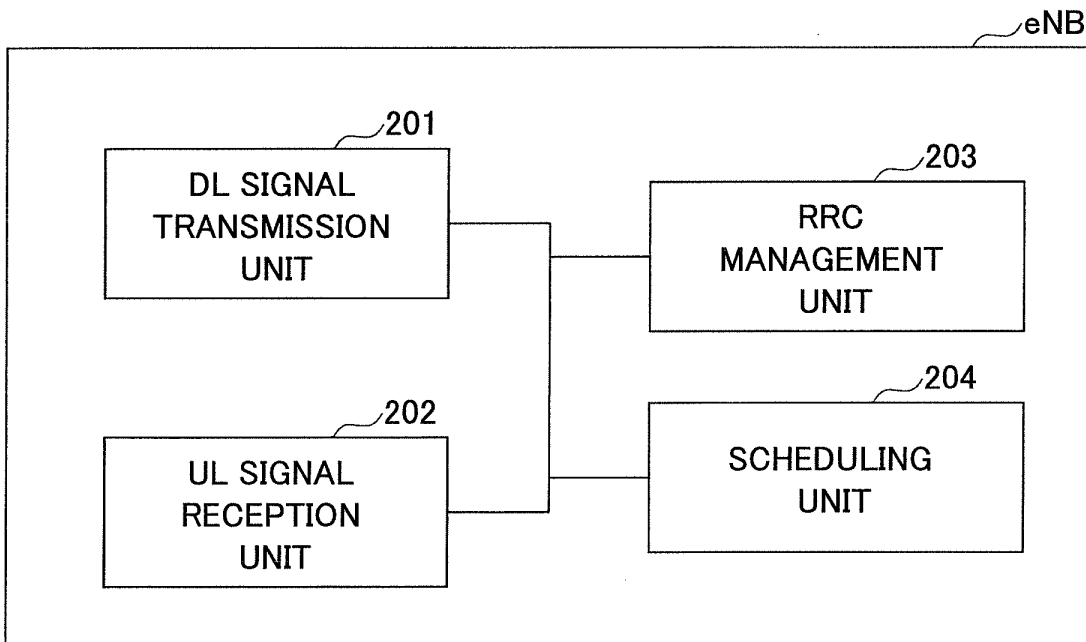 eNB
201
DL SIGNAL
TRANSMISSION
UNIT
203
RRC
MANAGEMENT
UNIT
202
UL SIGNAL
RECEPTION
UNIT
204
SCHEDULING
UNIT